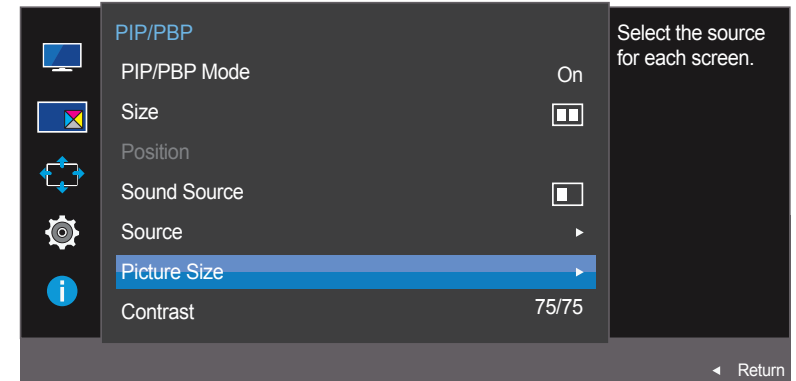 PIP/PBP
PIP/PBP Mode On
Size
Position
Sound Source
Source
Picture Size
Contrast 75/75
Select the source
for each screen.
Return